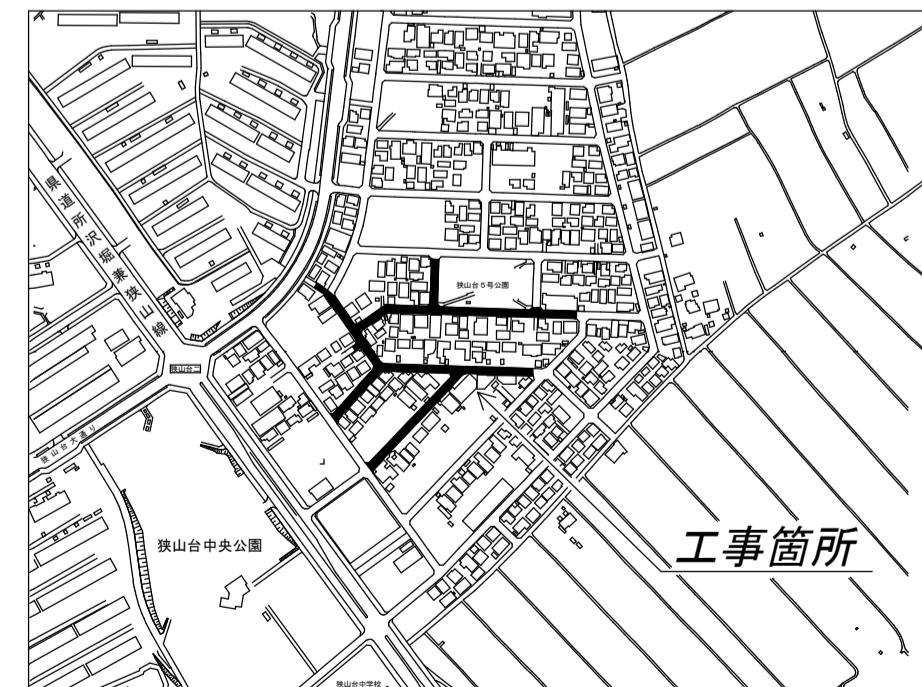 県道所沢堀兼狭山線
狭山台5号公園
狭山台二
狭山台大通り
狭山台中央公園
工事箇所
狭山台中学校